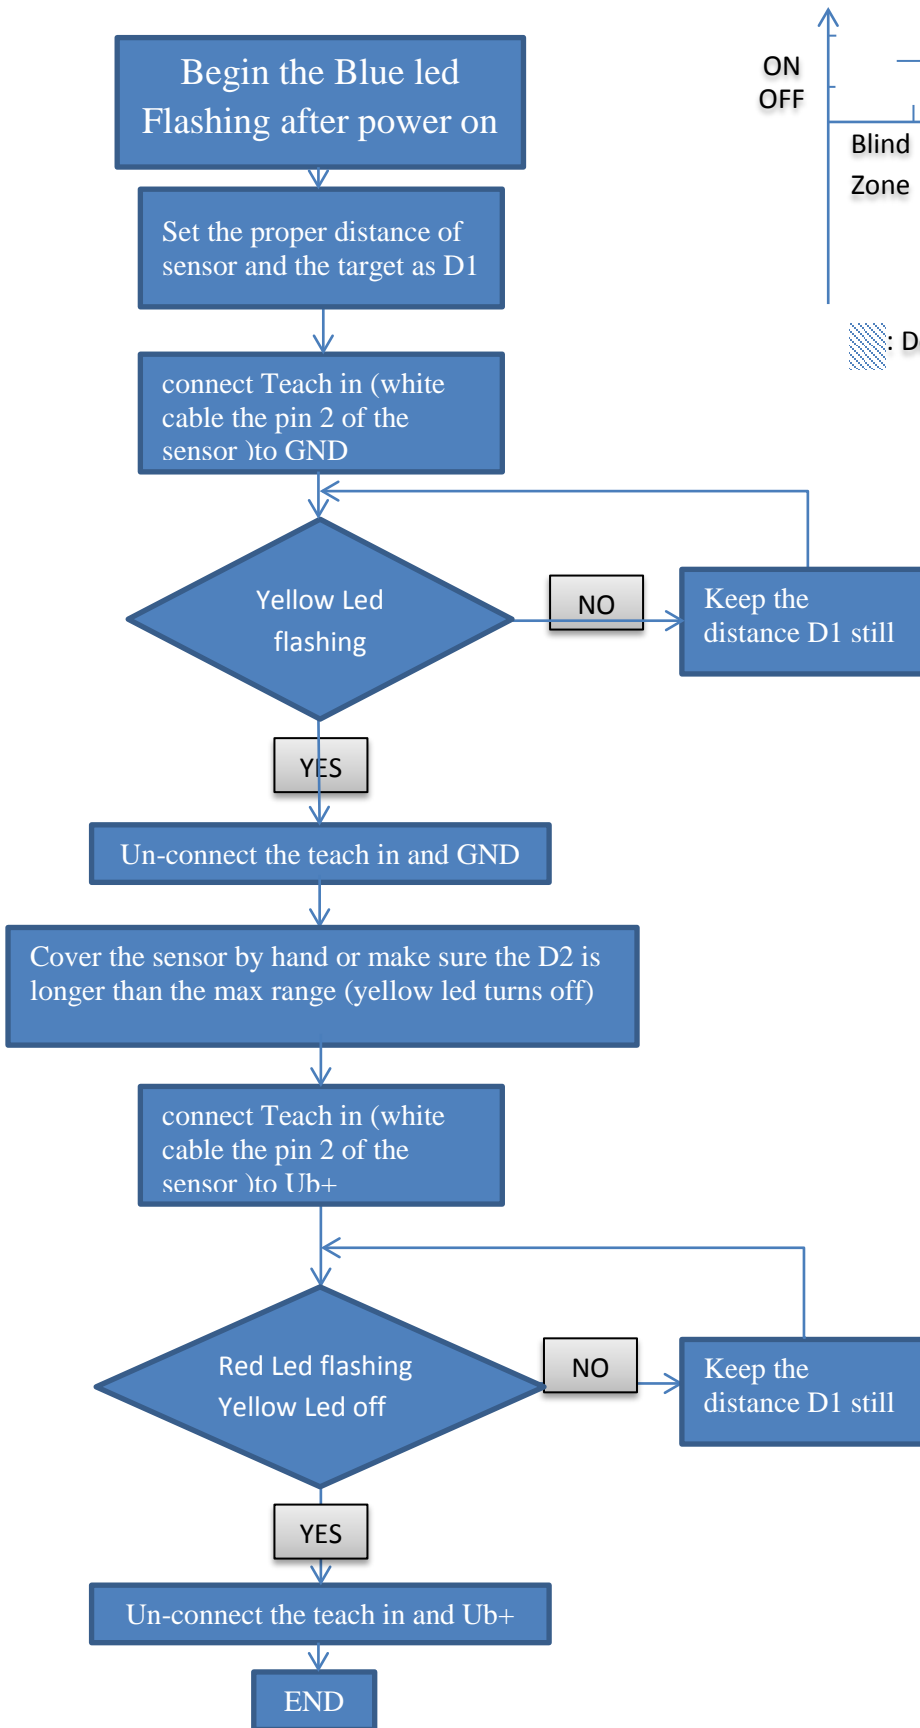 Begin the Blue led
Flashing after power on
ON
OFF
Blind
Zone
: D
Set the proper distance of
sensor and the target as D1
connect Teach in (white
cable the pin 2 of the
sensor )to GND
Yellow Led
flashing
NO
Keep the
distance D1 still
YES
Un-connect the teach in and GND
Cover the sensor by hand or make sure the D2 is
longer than the max range (yellow led turns off)
connect Teach in (white
cable the pin 2 of the
sensor )to Ub+
Red Led flashing
Yellow Led off
NO
Keep the
distance D1 still
YES
Un-connect the teach in and Ub+
END